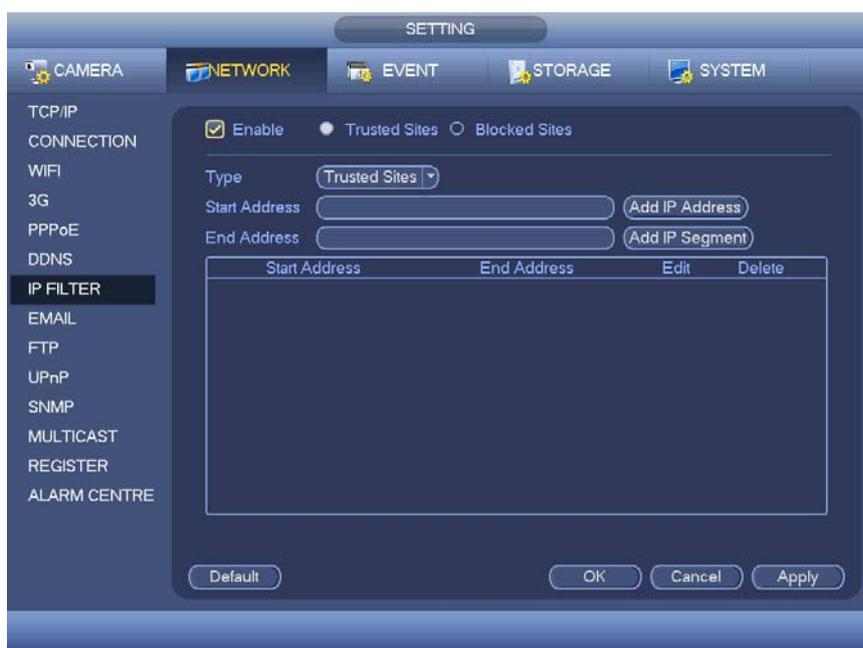 SETTING
CAMERA
NETWORK
EVENT
STORAGE
SYSTEM
TCP/IP
CONNECTION
WIFI
3G
PPPoE
DDNS
IP FILTER
EMAIL
FTP
UPnP
SNMP
MULTICAST
REGISTER
ALARM CENTRE
Enable Trusted Sites Blocked Sites
Type Trusted Sites
Start Address Add IP Address
End Address Add IP Segment
Start Address End Address Edit Delete
Default OK Cancel Apply